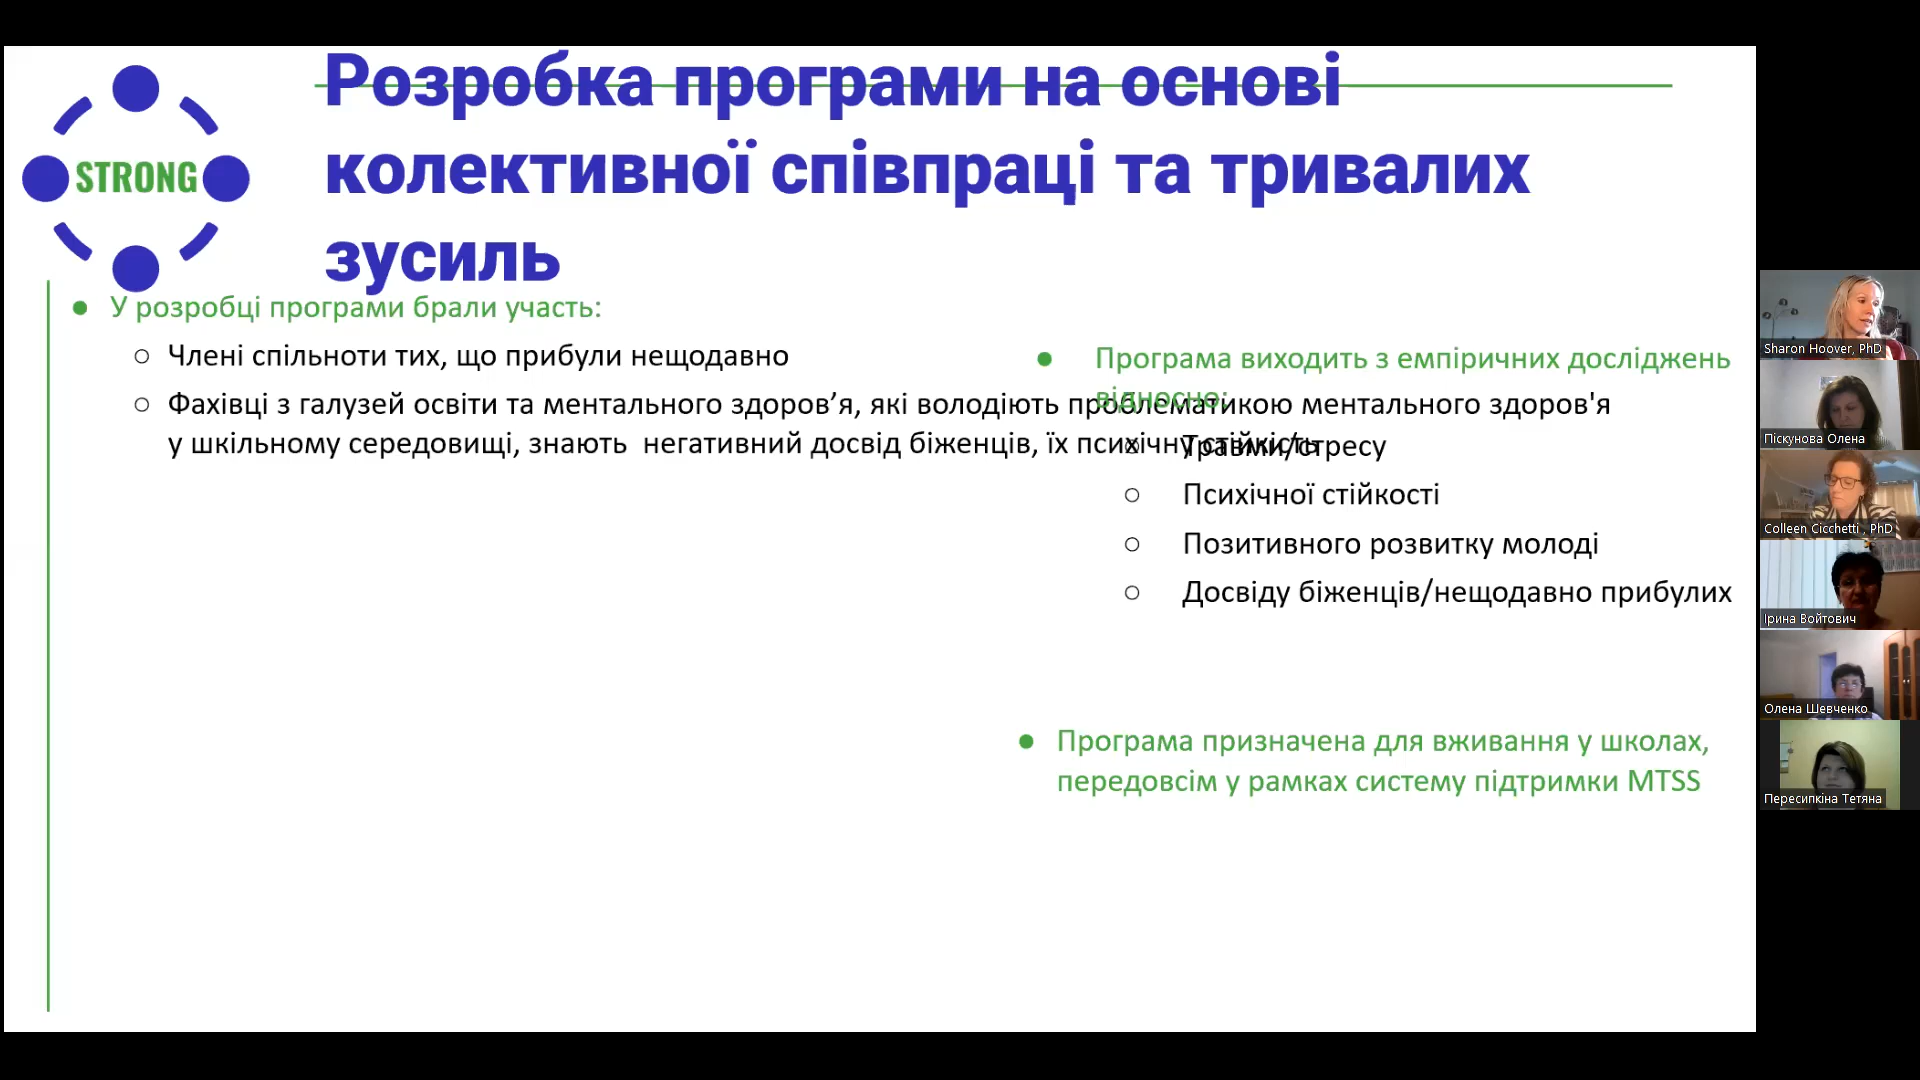 STRONG
Розробка програми на основі
колективної співпраці та тривалих
зусиль
У розробці програми брали участь:
Члени спільноти тих, що прибули нещодавно
Фахівці з галузей освіти та ментального здоров’я, які володіють проблематикою ментального здоров'я
у шкільному середовищі, знають негативний досвід біженців, їх психічну стійкість
Програма виходить з емпіричних досліджень
відносно:
Травми/стресу
Психічної стійкості
Позитивного розвитку молоді
Досвіду біженців/нещодавно прибулих
Програма призначена для вживання у школах,
передовсім у рамках систему підтримки MTSS
Sharon Hoover, PhD
Піскунова Олена
Colleen Cicchetti , PhD
Ірина Войтович
Олена Шевченко
Пересипкіна Тетяна